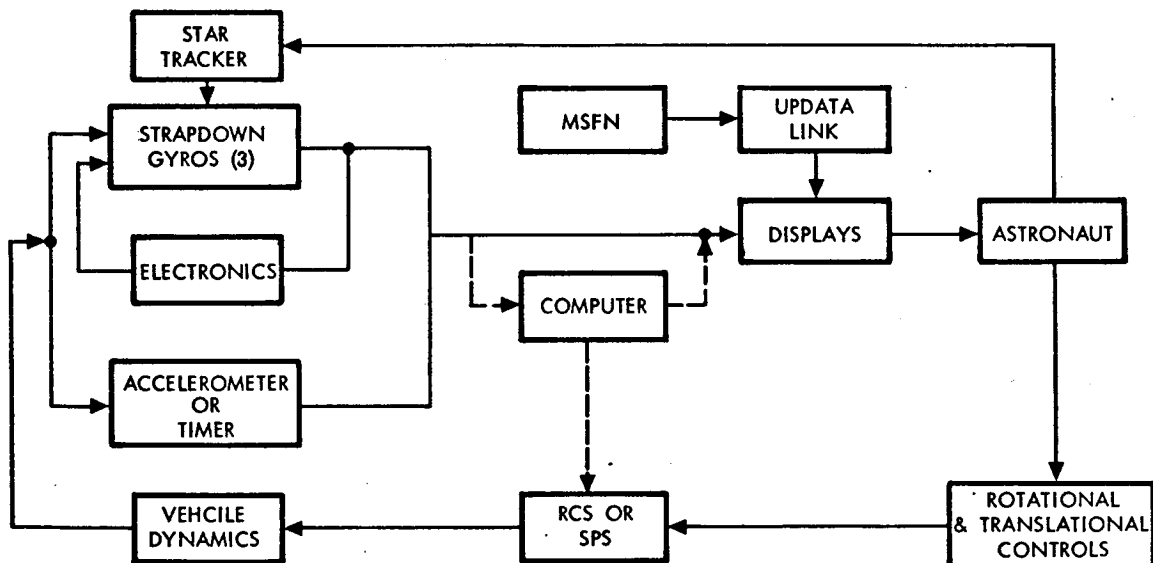 STAR
TRACKER
STRAPDOWN
GYROS (3)
MSFN
UPDATA
LINK
ELECTRONICS
COMPUTER
DISPLAYS
ASTRONAUT
ACCELEROMETER
OR
TIMER
VEHCILE
DYNAMICS
RCS OR
SPS
ROTATIONAL
& TRANSLATIONAL
CONTROLS